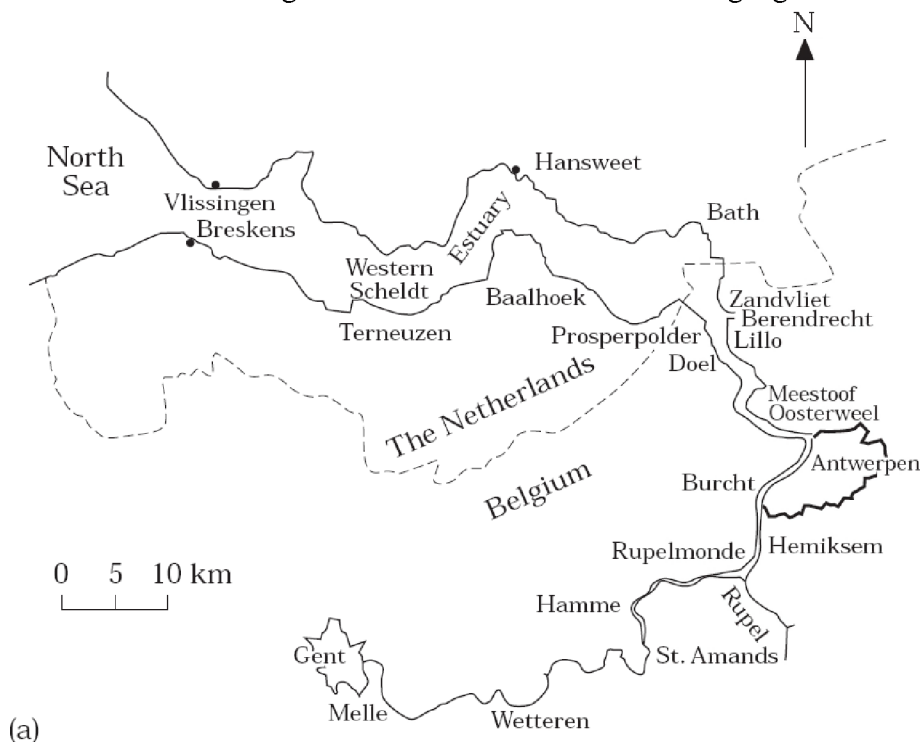 N
North
Sea
Hansweet
Vlissingen
Breskens
Bath
Estuary
Western
Scheldt
Baalhoek
Zandvliet
Berendrecht
Lillo
Terneuzen
Prosperpolder
Doel
The Netherlands
Meestoof
Oosterweel
Antwerpen
Belgium
Burcht
Rupelmonde
Hemiksem
0 5 10 km
Hamme
Rupel
Gent
St. Amands
Melle
Wetteren
(a)